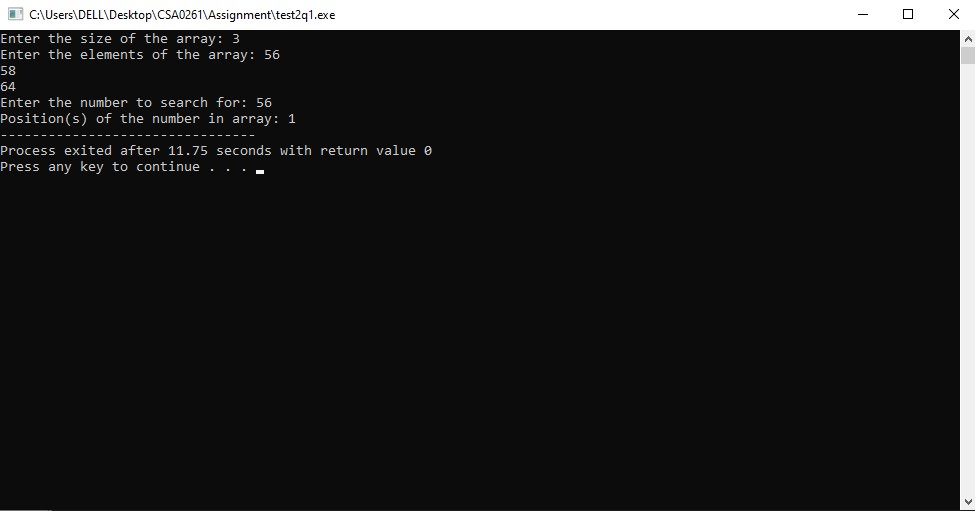 C:\Users\DELL\Desktop\CSA0261\Assignment\test2q1.exe
Enter the size of the array: 3
Enter the elements of the array: 56
58
64
Enter the number to search for: 56
Position(s) of the number in array: 1
--------------------------------
Process exited after 11.75 seconds with return value 0
Press any key to continue . . .